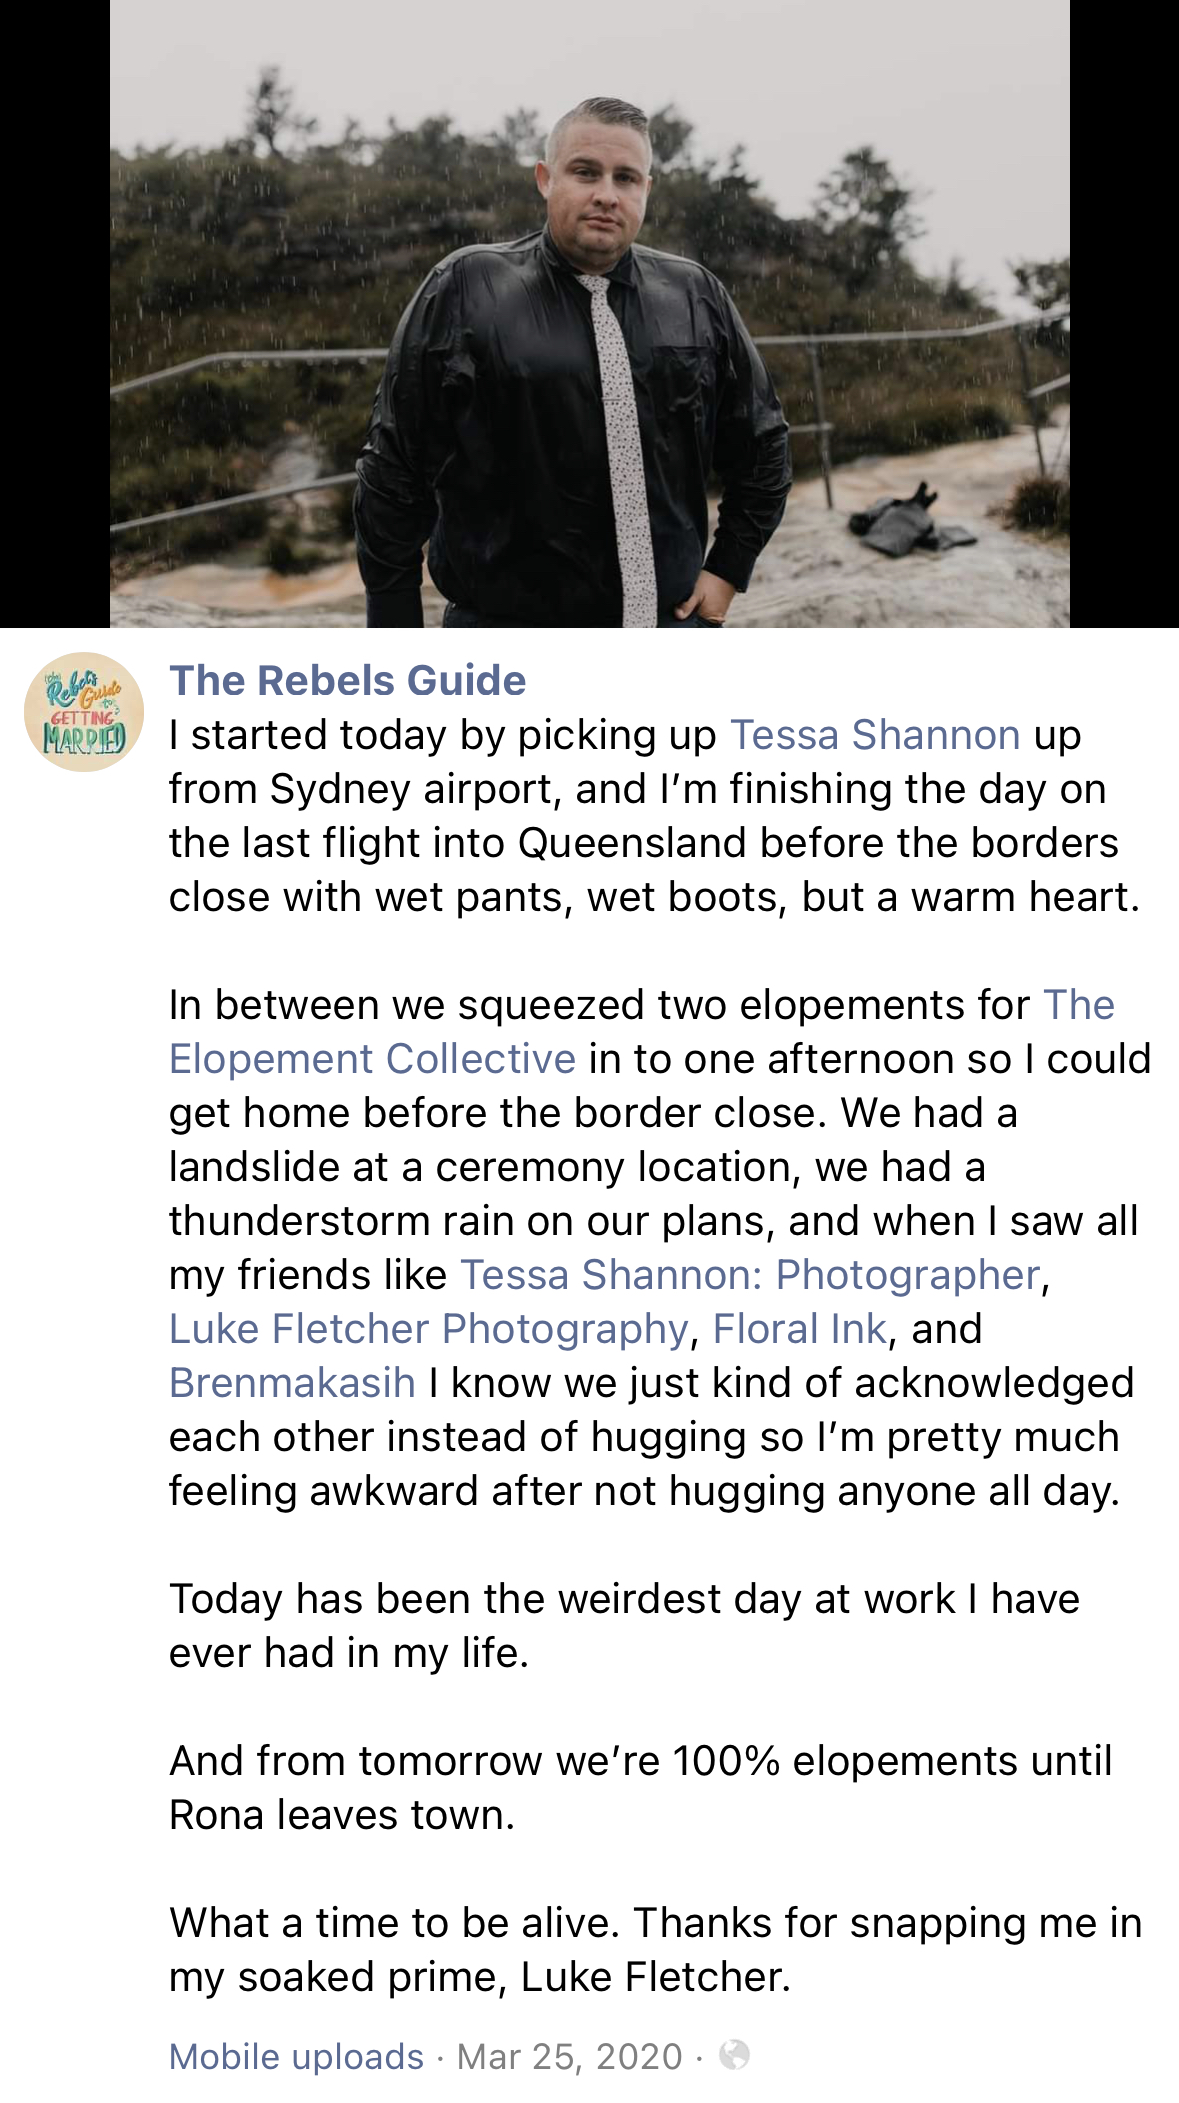 the
Rebel's
Guide
to
GETTING
MARRIED
The Rebels Guide
I started today by picking up Tessa Shannon up
from Sydney airport, and I’m finishing the day on
the last flight into Queensland before the borders
close with wet pants, wet boots, but a warm heart.
In between we squeezed two elopements for The
Elopement Collective in to one afternoon so I could
get home before the border close. We had a
landslide at a ceremony location, we had a
thunderstorm rain on our plans, and when I saw all
my friends like Tessa Shannon: Photographer,
Luke Fletcher Photography, Floral Ink, and
Brenmakasih I know we just kind of acknowledged
each other instead of hugging so I’m pretty much
feeling awkward after not hugging anyone all day.
Today has been the weirdest day at work I have
ever had in my life.
And from tomorrow we’re 100% elopements until
Rona leaves town.
What a time to be alive. Thanks for snapping me in
my soaked prime, Luke Fletcher.
Mobile uploads · Mar 25, 2020 ·